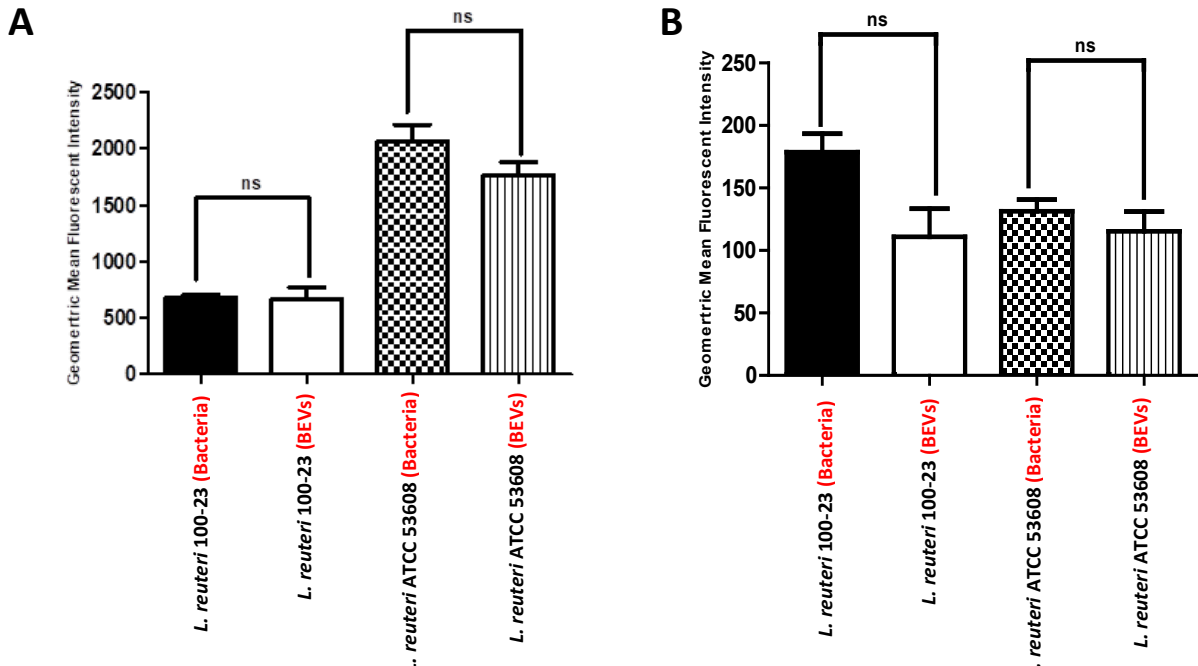 A
ns
ns
Geomertric Mean Fluorescent Intensity
2500
2000
1500
1000
500
0
L. reuteri 100-23 (Bacteria)
L. reuteri 100-23 (BEVs)
L. reuteri ATCC 53608 (Bacteria)
L. reuteri ATCC 53608 (BEVs)
B
ns
ns
Geomertric Mean Fluorescent Intensity
250
200
150
100
50
0
L. reuteri 100-23 (Bacteria)
L. reuteri 100-23 (BEVs)
. reuteri ATCC 53608 (Bacteria)
L. reuteri ATCC 53608 (BEVs)